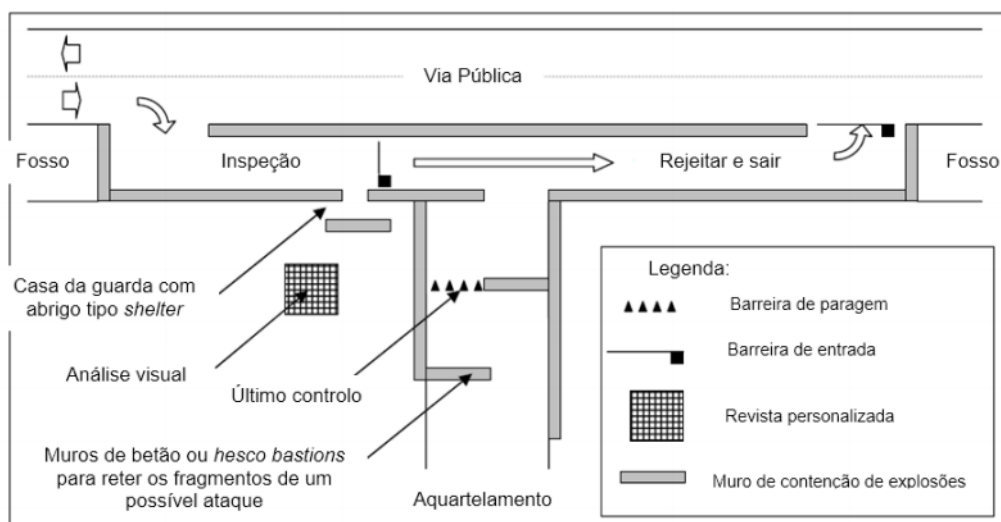 Via Pública
Fosso
Inspeção
Rejeitar e sair
Fosso
Casa da guarda com
abrigo tipo shelter
Análise visual
Último controlo
Muros de betão ou hesco bastions
para reter os fragmentos de um
possível ataque
Aquartelamento
Legenda:
Barreira de paragem
Barreira de entrada
Revista personalizada
Muro de contenção de explosões